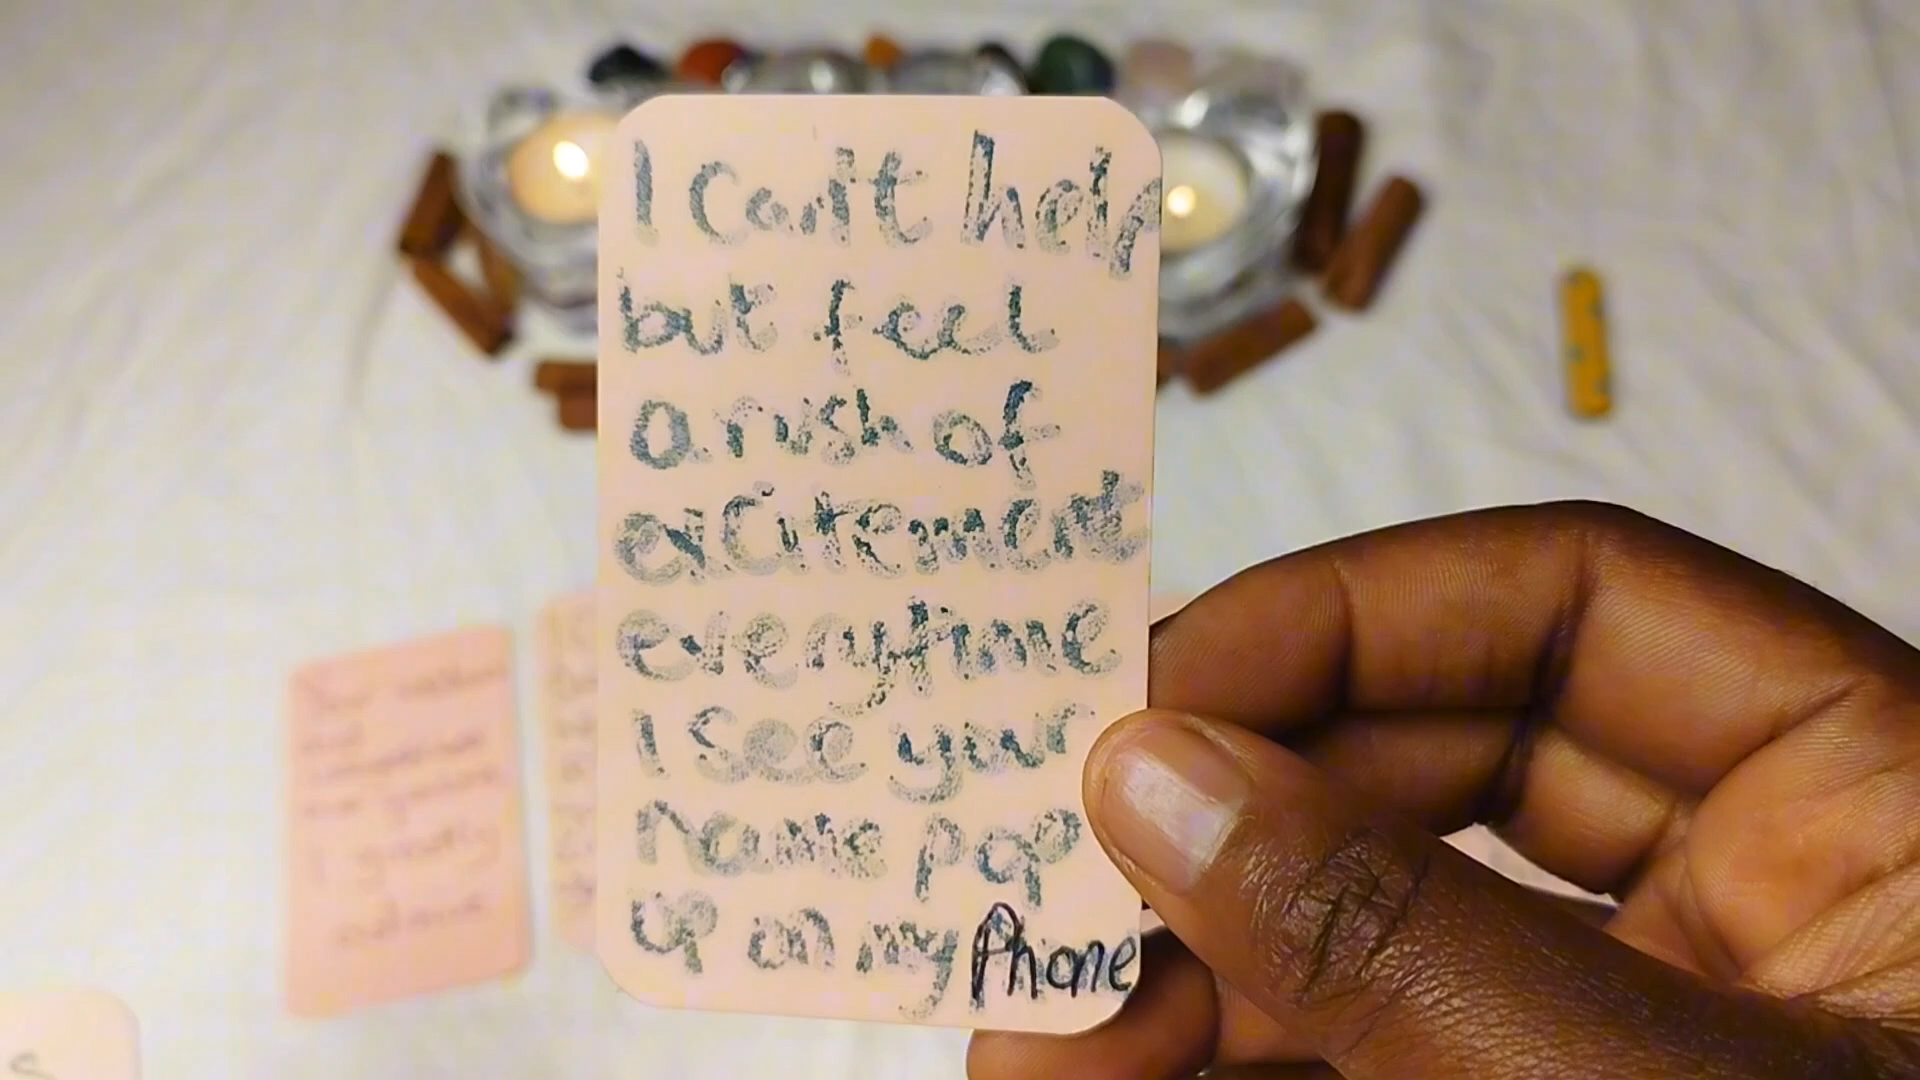 I can't help
but feel
a rush of
excitement
everytime
I see your
name pop
up on my Phone